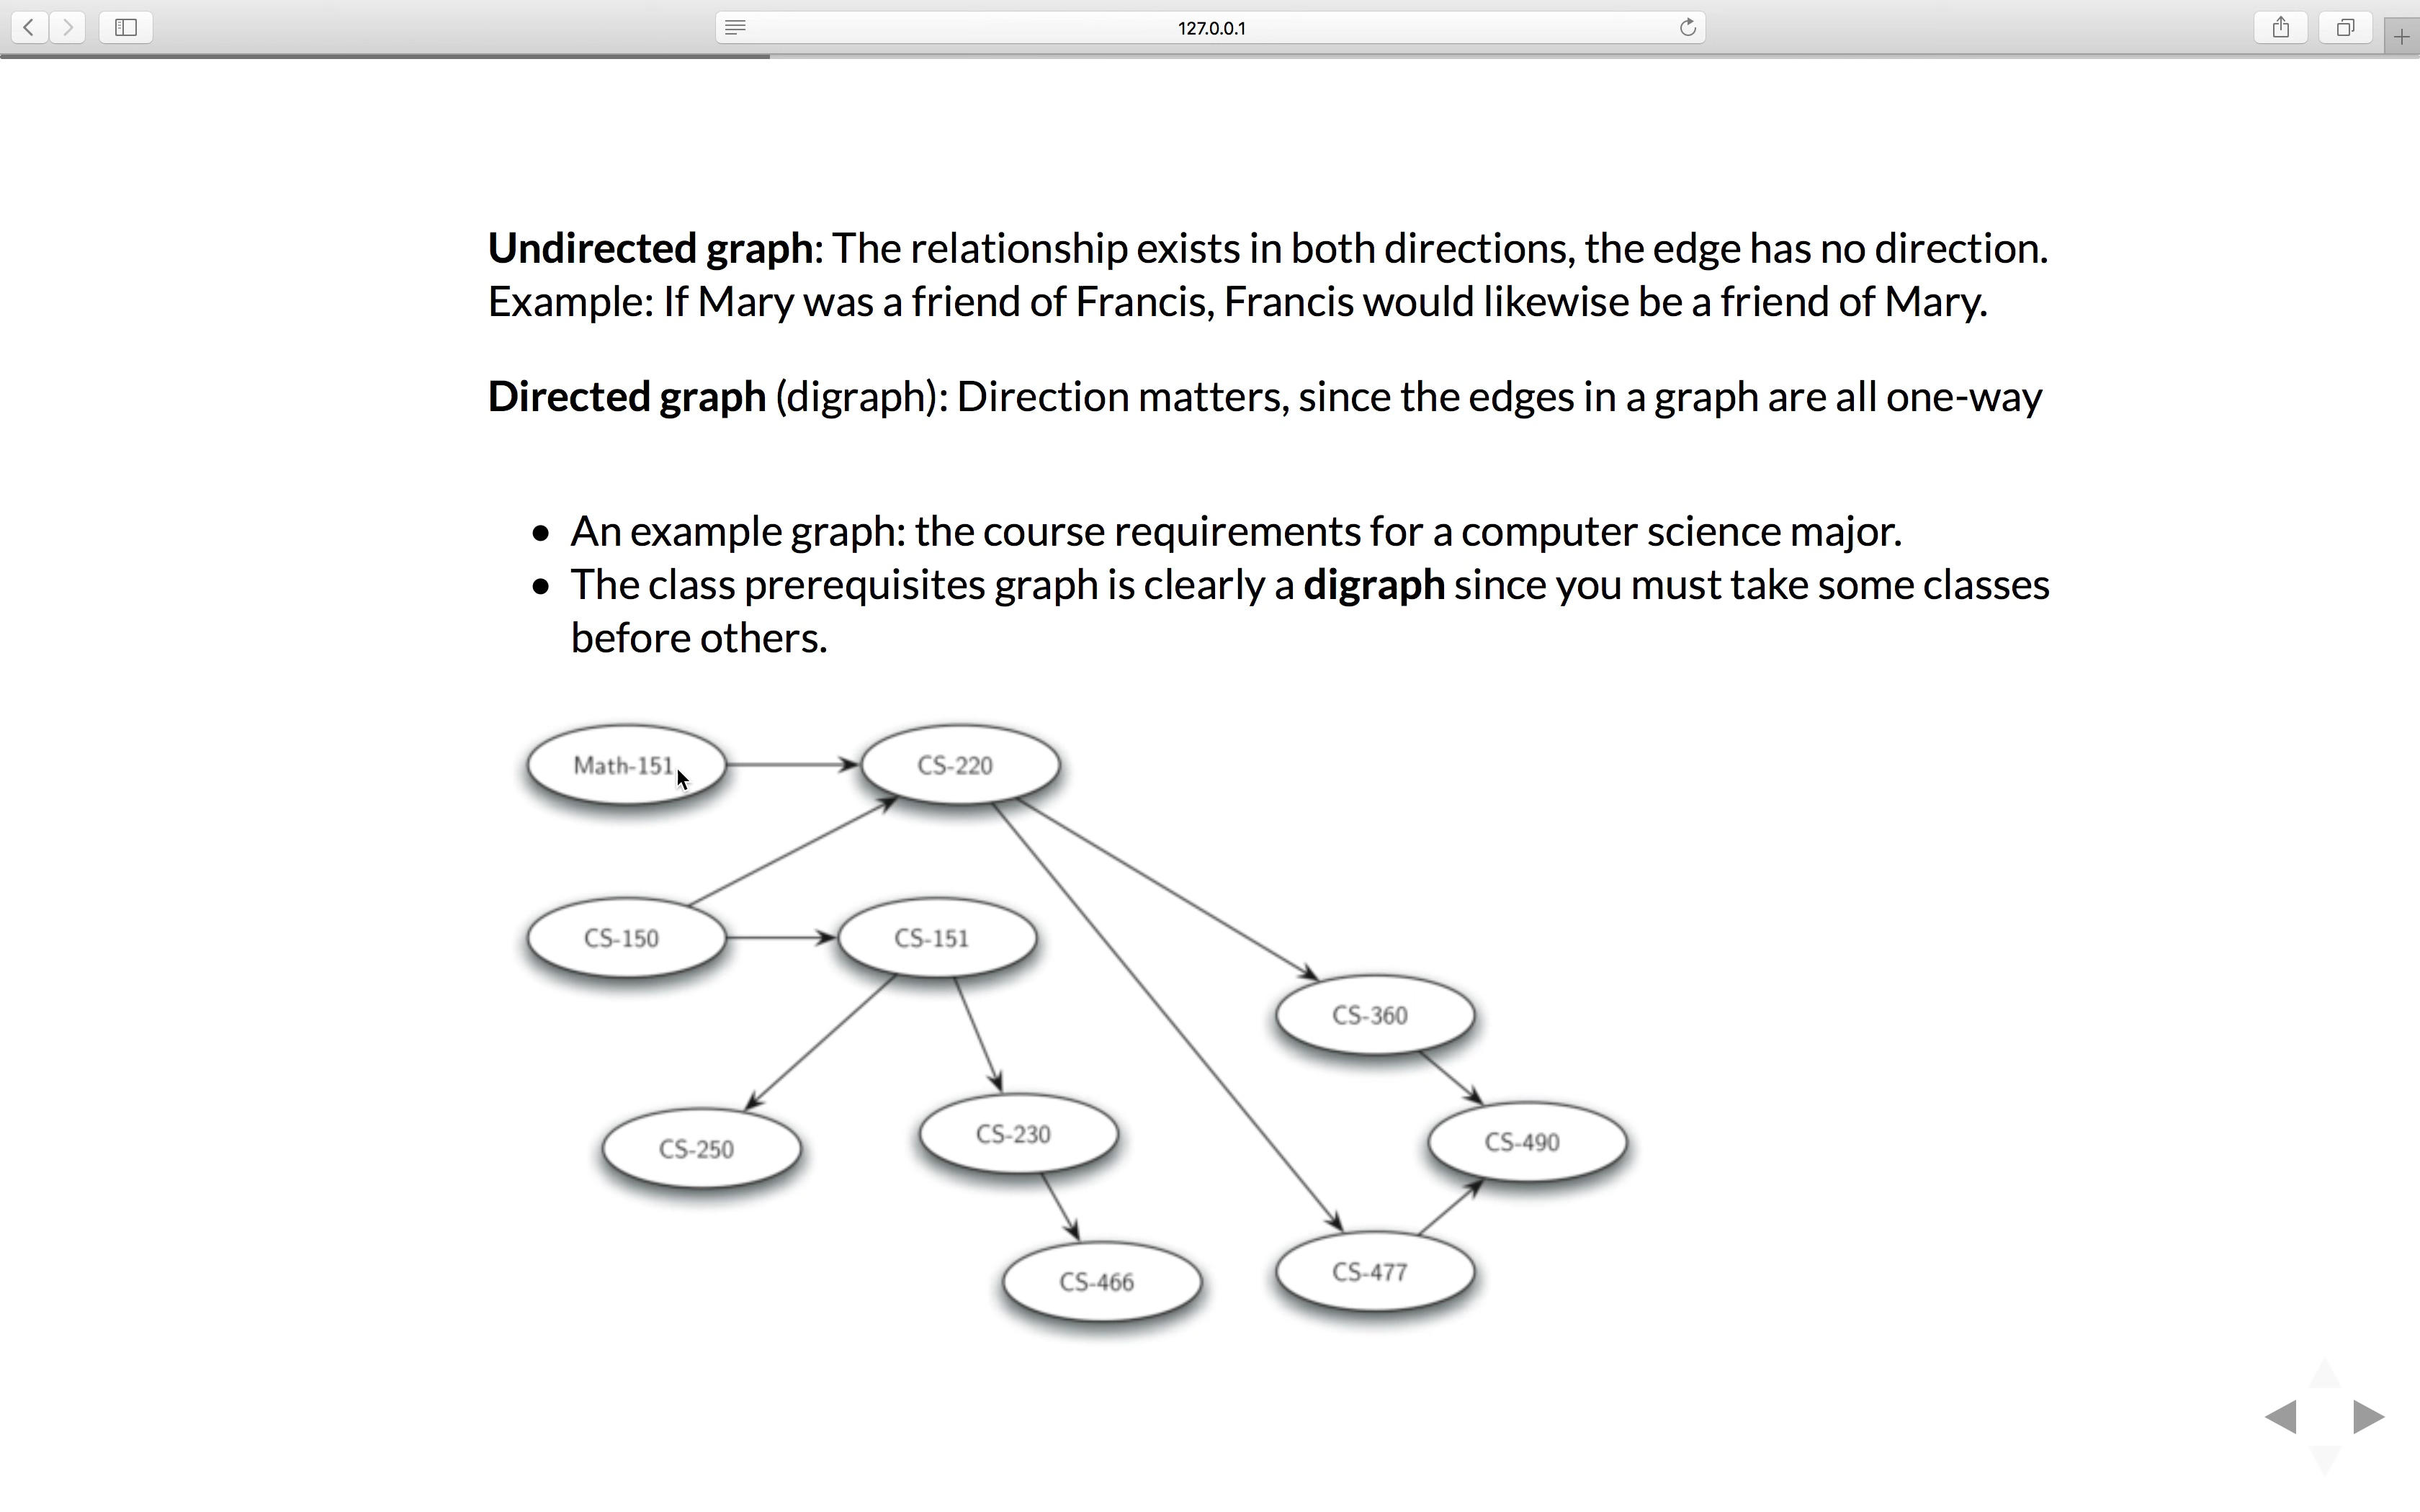 127.0.0.1
Undirected graph: The relationship exists in both directions, the edge has no direction.
Example: If Mary was a friend of Francis, Francis would likewise be a friend of Mary.
Directed graph (digraph): Direction matters, since the edges in a graph are all one-way
• An example graph: the course requirements for a computer science major.
• The class prerequisites graph is clearly a digraph since you must take some classes
before others.
Math-151
CS-220
CS-150
CS-151
CS-360
CS-250
CS-230
CS-490
CS-466
CS-477